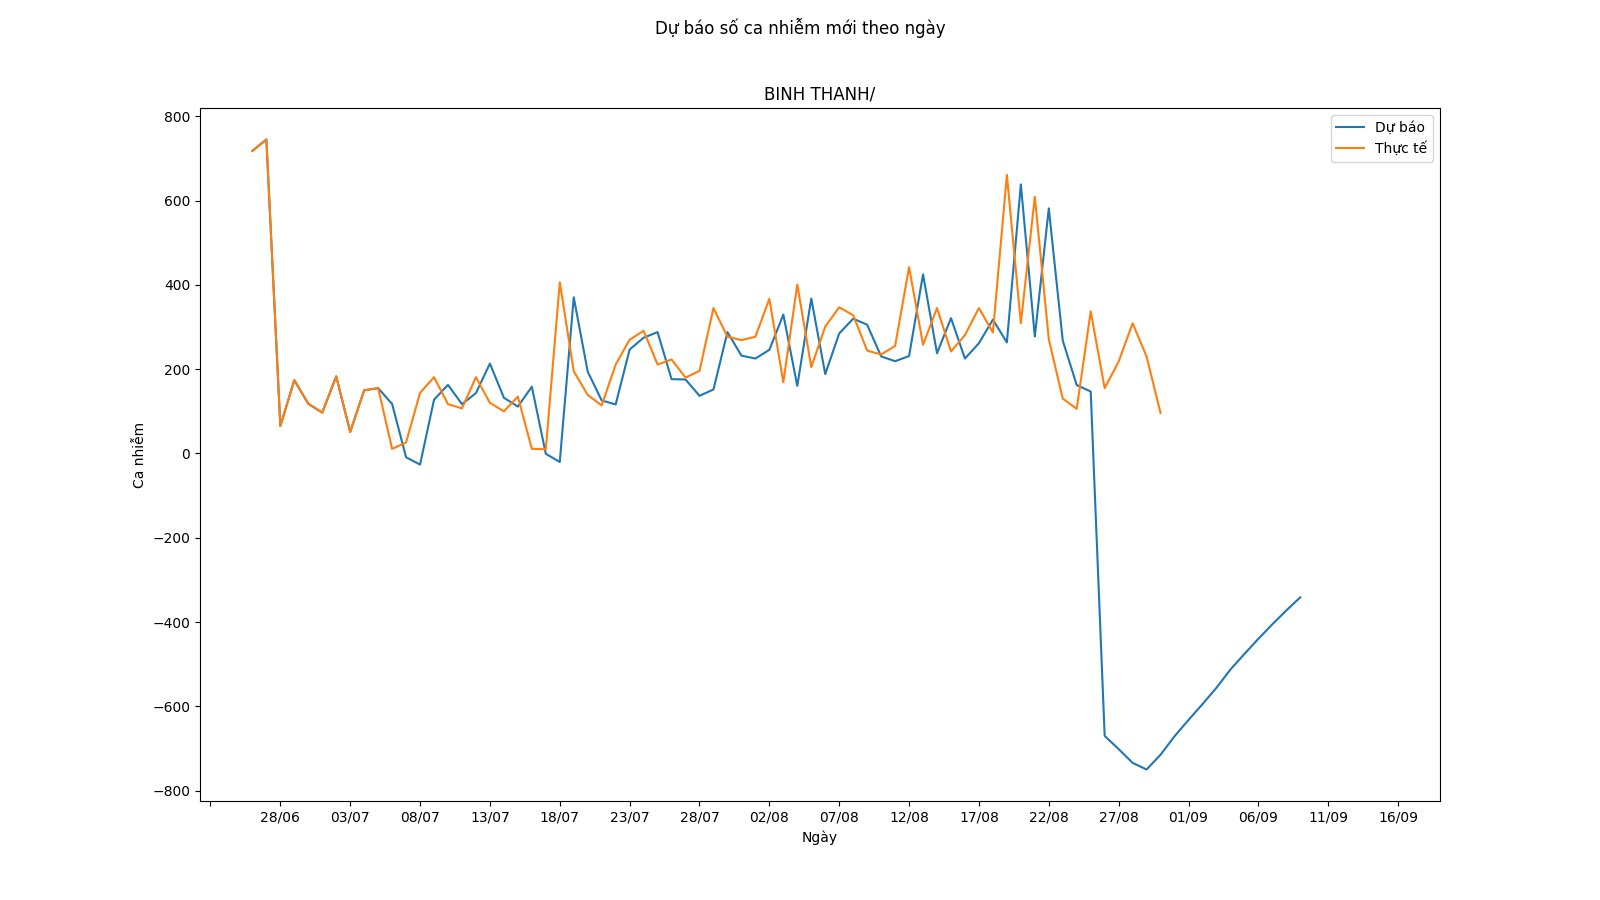 Dự báo số ca nhiễm mới theo ngày
BINH THANH/
Dự báo
Thực tế
800
600
400
200
0
−200
−400
−600
−800
Ca nhiễm
28/06 03/07 08/07 13/07 18/07 23/07 28/07 02/08 07/08 12/08 17/08 22/08 27/08 01/09 06/09 11/09 16/09
Ngày